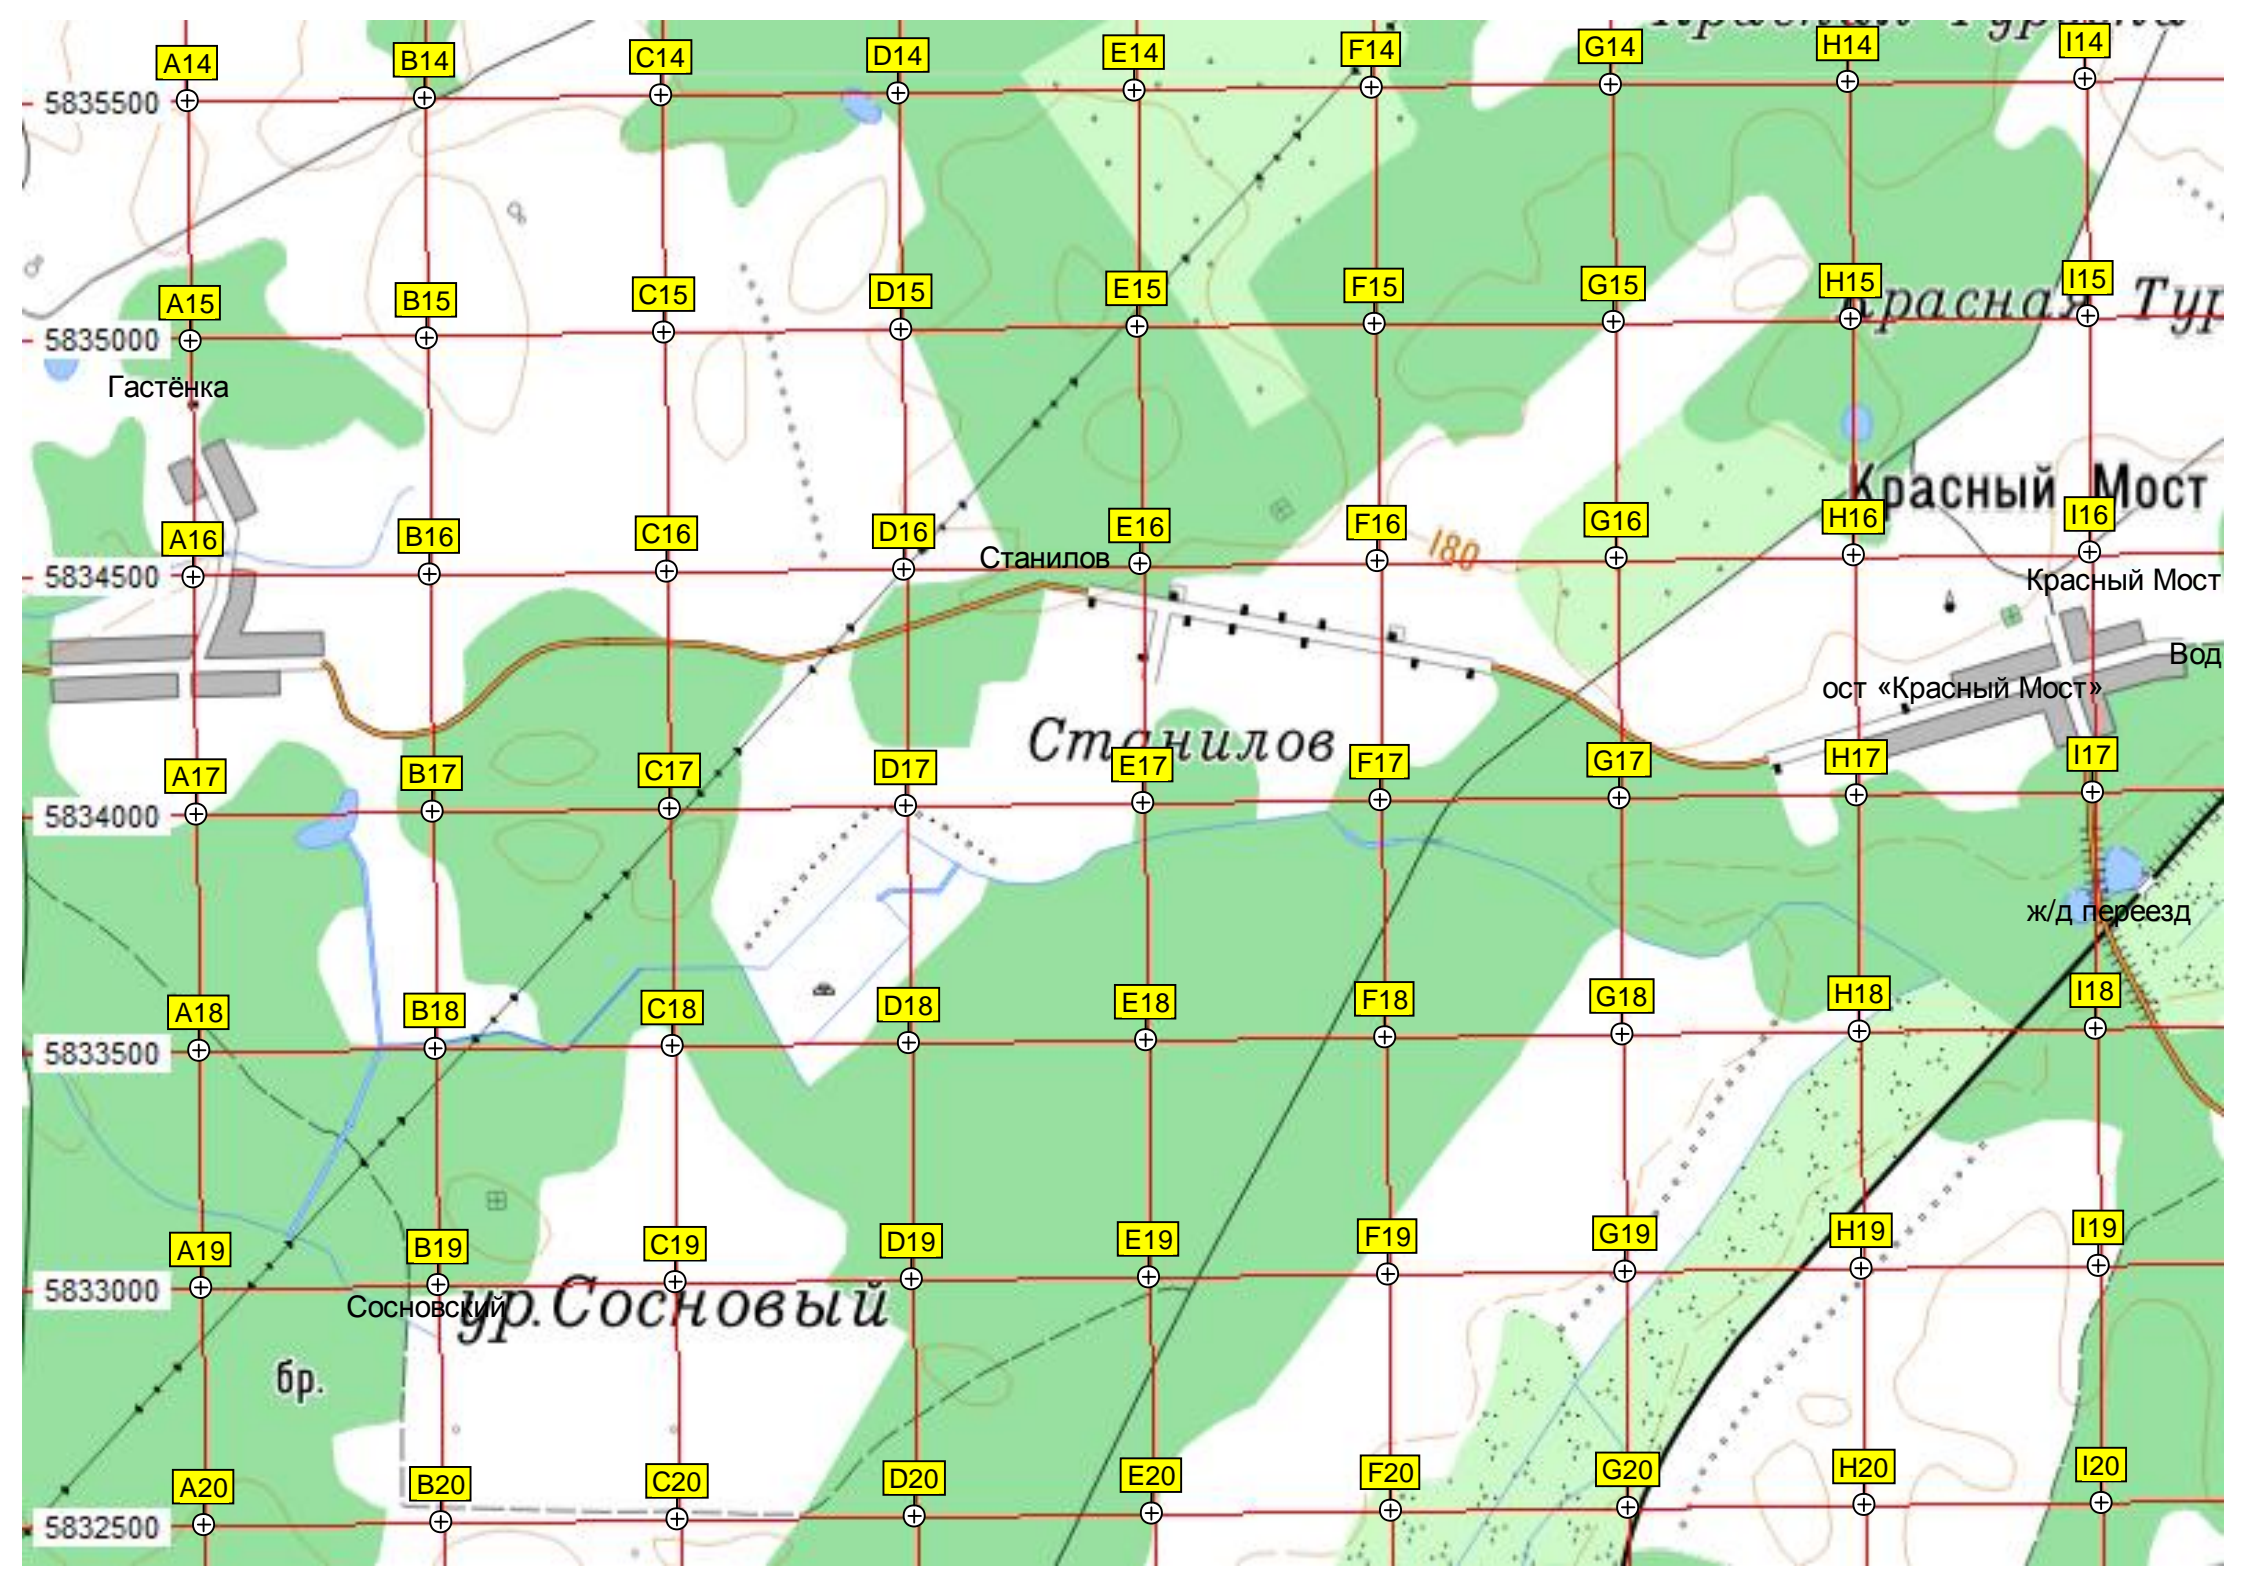 Красная Турына
A14 B14 C14 D14 E14 F14 G14 H14 I14
5835500
A15 B15 C15 D15 E15 F15 G15 H15 I15
Красная Тур
5835000
Гастёнка
Красный Мост
A16 B16 C16 D16 E16 F16 G16 H16 I16
Станилов
180
5834500
Красный Мост
Вод
ост «Красный Мост»
Станилов
A17 B17 C17 D17 E17 F17 G17 H17 I17
5834000
ж/д переезд
A18 B18 C18 D18 E18 F18 G18 H18 I18
5833500
A19 B19 C19 D19 E19 F19 G19 H19 I19
5833000
Сосновский
ур.Сосновый
бр.
A20 B20 C20 D20 E20 F20 G20 H20 I20
5832500